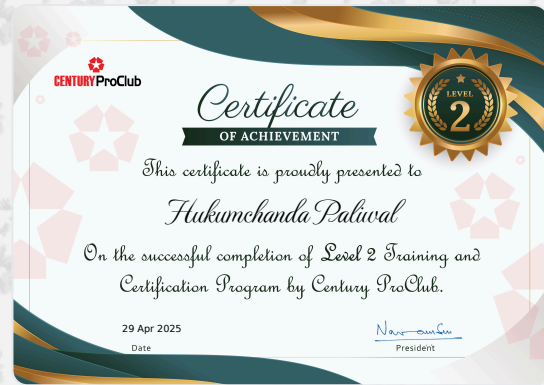 CENTURY ProClub
Certificate
OF ACHIEVEMENT
LEVEL
2
This certificate is proudly presented to
Hukumchanda Paliwal
On the successful completion of Level 2 Training and
Certification Program by Century ProClub.
29 Apr 2025
Date
President